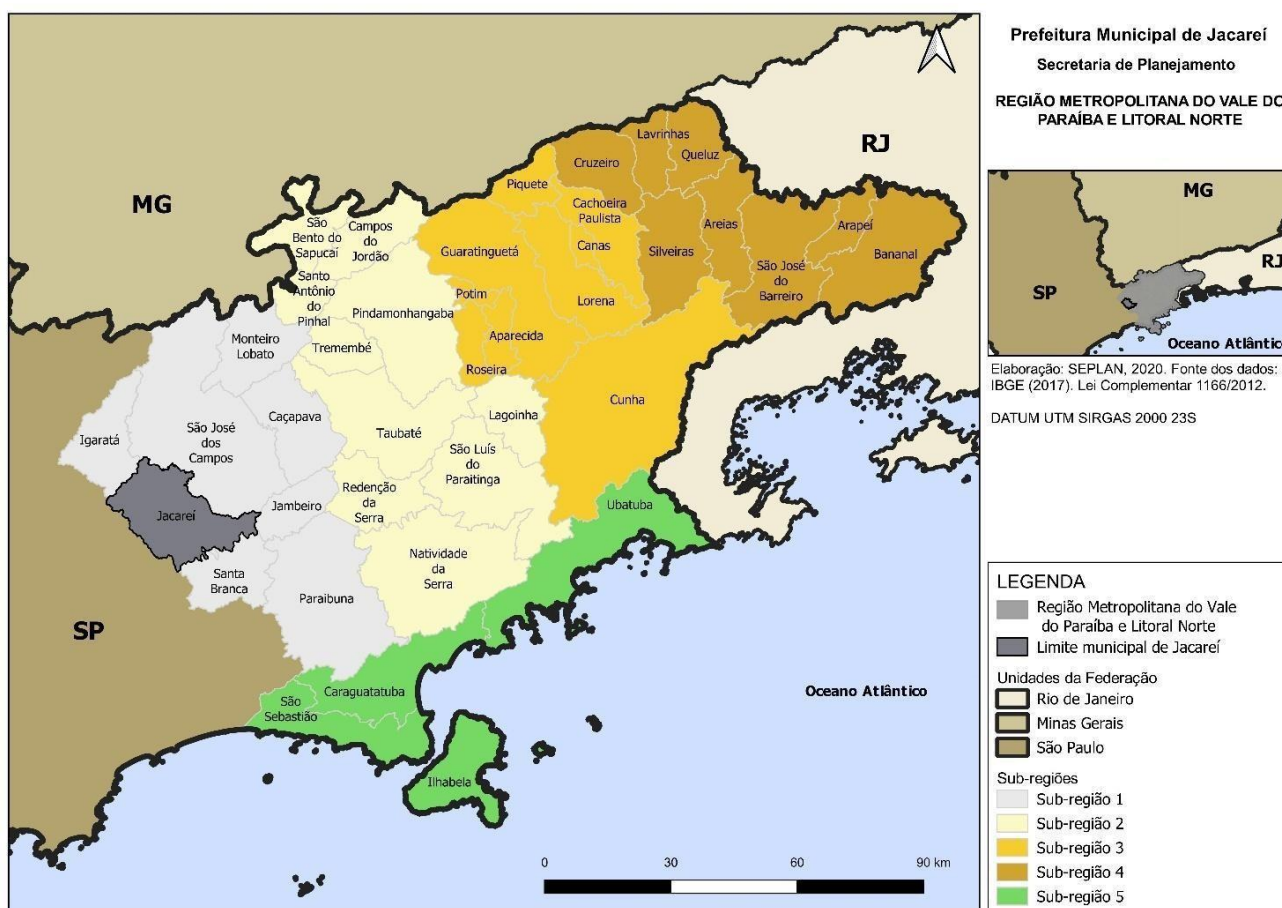 Prefeitura Municipal de Jacareí
Secretaria de Planejamento
REGIÃO METROPOLITANA DO VALE DO
PARAÍBA E LITORAL NORTE
MG
RJ
SP
RJ
Oceano Atlântico
Elaboração: SEPLAN, 2020. Fonte dos dados:
IBGE (2017). Lei Complementar 1166/2012.
DATUM UTM SIRGAS 2000 23S
MG
RJ
SP
Lavrinhas
Queluz
Cruzeiro
Piquete
Cachoeira
Paulista
Canas
Areias
Arapeí
Bananal
Silveiras
São José
do
Barreiro
São
Bento do
Sapucaí
Campos
do
Jordão
Guaratinguetá
Santo
Antônio
do
Pinhal
Potim
Lorena
Pindamonhangaba
Aparecida
Monteiro
Lobato
Tremembé
Roseira
Cunha
Lagoinha
Caçapava
Igaratá
São José
dos
Campos
Taubaté
São Luís
do
Paraitinga
Redenção
da
Serra
Ubatuba
Jambeiro
Jacareí
Natividade
da
Serra
Santa
Branca
Paraibuna
Caraguatatuba
São
Sebastião
Ilhabela
Oceano Atlântico
0 30 60 90 km
LEGENDA
Região Metropolitana do Vale
do Paraíba e Litoral Norte
Limite municipal de Jacareí
Unidades da Federação
Rio de Janeiro
Minas Gerais
São Paulo
Sub-regiões
Sub-região 1
Sub-região 2
Sub-região 3
Sub-região 4
Sub-região 5